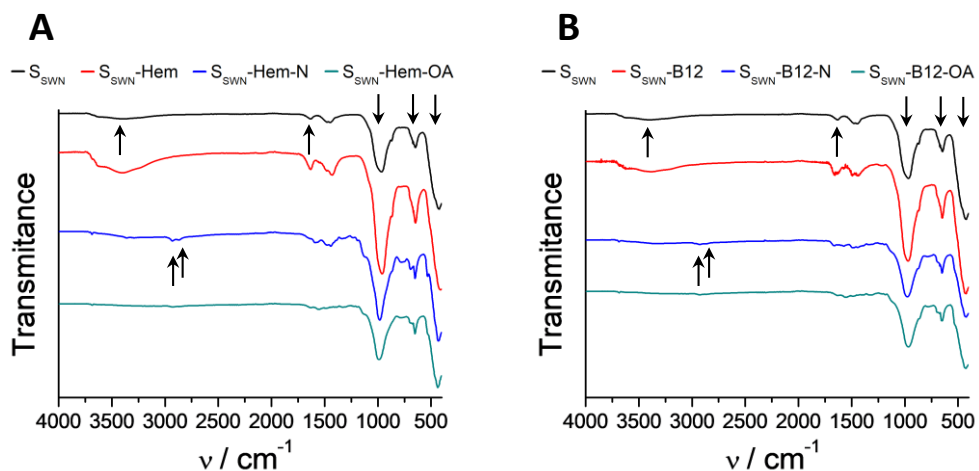 A
S_SWN S_SWN-Hem S_SWN-Hem-N S_SWN-Hem-OA
Transmitance
4000 3500 3000 2500 2000 1500 1000 500
ν / cm⁻¹
B
S_SWN S_SWN-B12 S_SWN-B12-N S_SWN-B12-OA
Transmitance
4000 3500 3000 2500 2000 1500 1000 500
ν / cm⁻¹